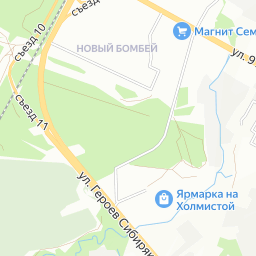 съезд 10
съезд
НОВЫЙ БОМБЕЙ
Магнит Сем
ул. 9
съезд 11
ул. Героев Сибиряк
Ярмарка на
Холмистой